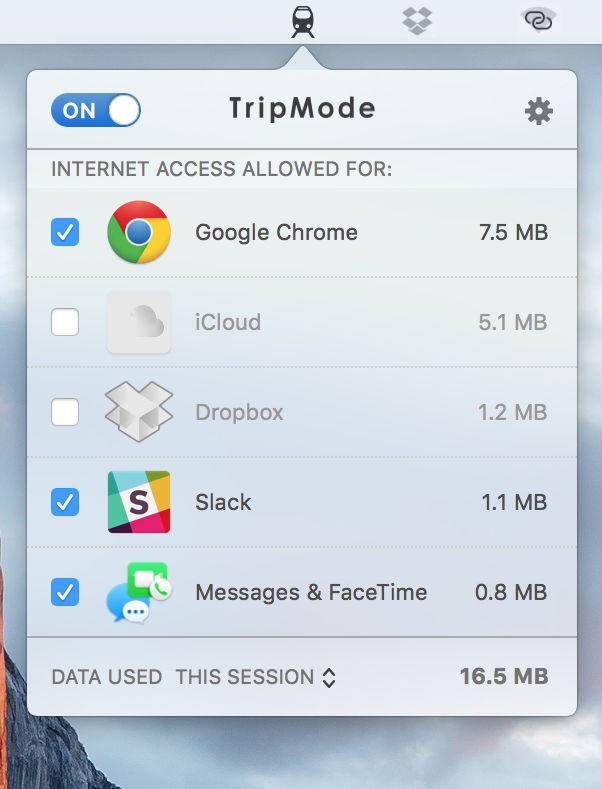 ON TripMode
INTERNET ACCESS ALLOWED FOR:
Google Chrome 7.5 MB
iCloud 5.1 MB
Dropbox 1.2 MB
S Slack 1.1 MB
Messages & FaceTime 0.8 MB
DATA USED THIS SESSION 16.5 MB